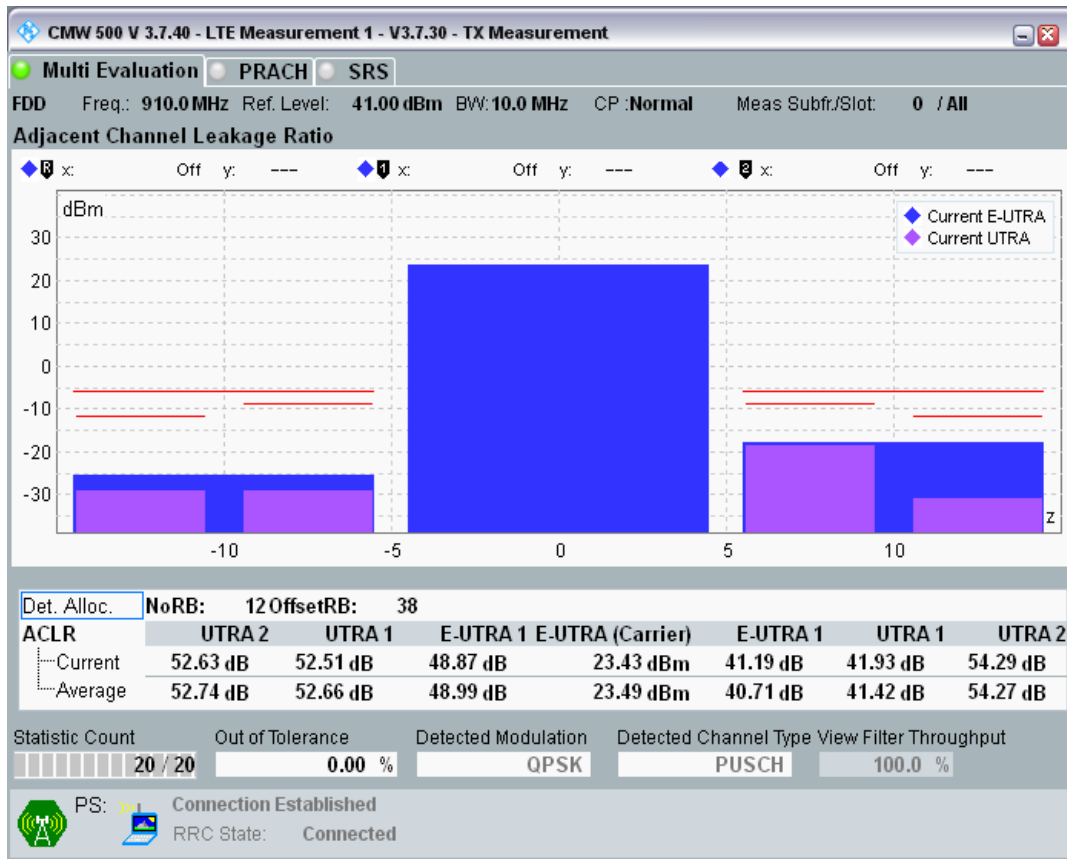 CMW 500 V 3.7.40 - LTE Measurement 1 - V3.7.30 - TX Measurement
Multi Evaluation PRACH SRS
FDD Freq.: 910.0 MHz Ref. Level: 41.00 dBm BW: 10.0 MHz CP :Normal Meas Subfr./Slot: 0 / All
Adjacent Channel Leakage Ratio
R x: Off y: --- 1 x: Off y: --- 2 x: Off y: ---
dBm
Current E-UTRA
Current UTRA
30
20
10
0
-10
-20
-30
z
-10 -5 0 5 10
Det. Alloc. NoRB: 12 OffsetRB: 38
ACLR UTRA 2 UTRA 1 E-UTRA 1 E-UTRA (Carrier) E-UTRA 1 UTRA 1 UTRA 2
Current 52.63 dB 52.51 dB 48.87 dB 23.43 dBm 41.19 dB 41.93 dB 54.29 dB
Average 52.74 dB 52.66 dB 48.99 dB 23.49 dBm 40.71 dB 41.42 dB 54.27 dB
Statistic Count Out of Tolerance Detected Modulation Detected Channel Type View Filter Throughput
20 / 20 0.00 % QPSK PUSCH 100.0 %
PS: Connection Established
RRC State: Connected